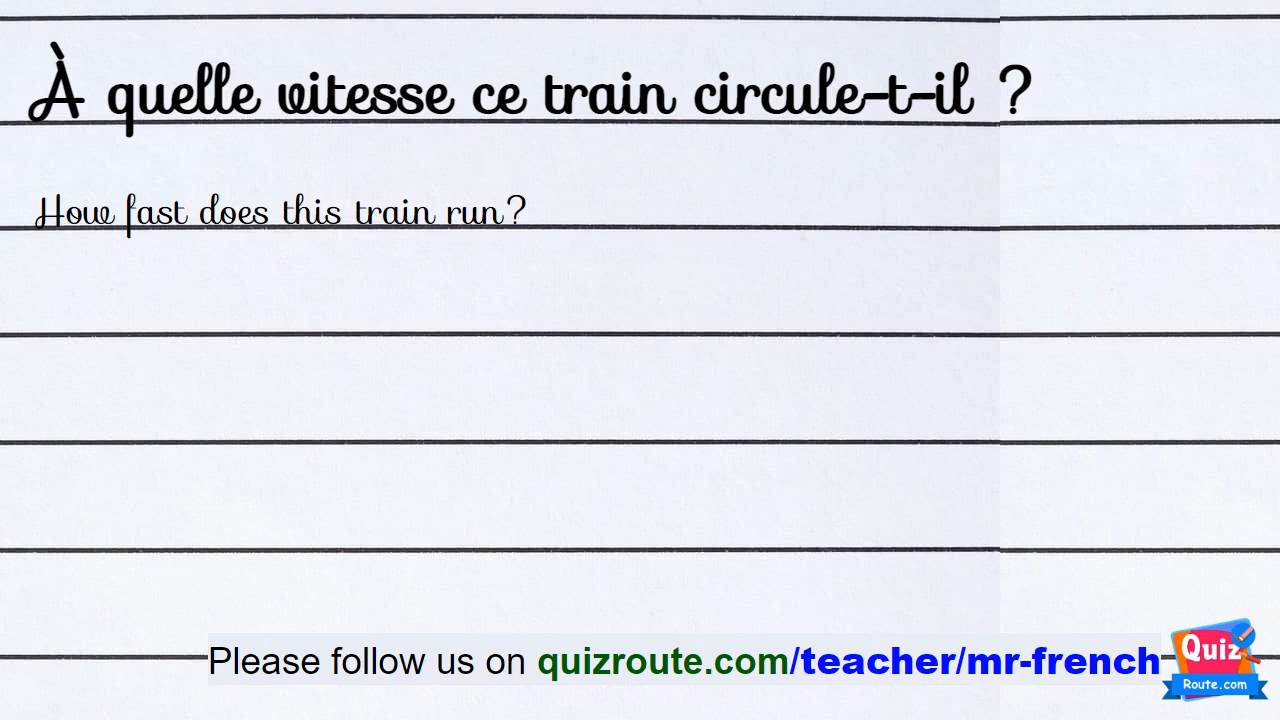 À quelle vitesse ce train circule-t-il ?
How fast does this train run?
Please follow us on quizroute.com/teacher/mr-french
Quiz
Route.com